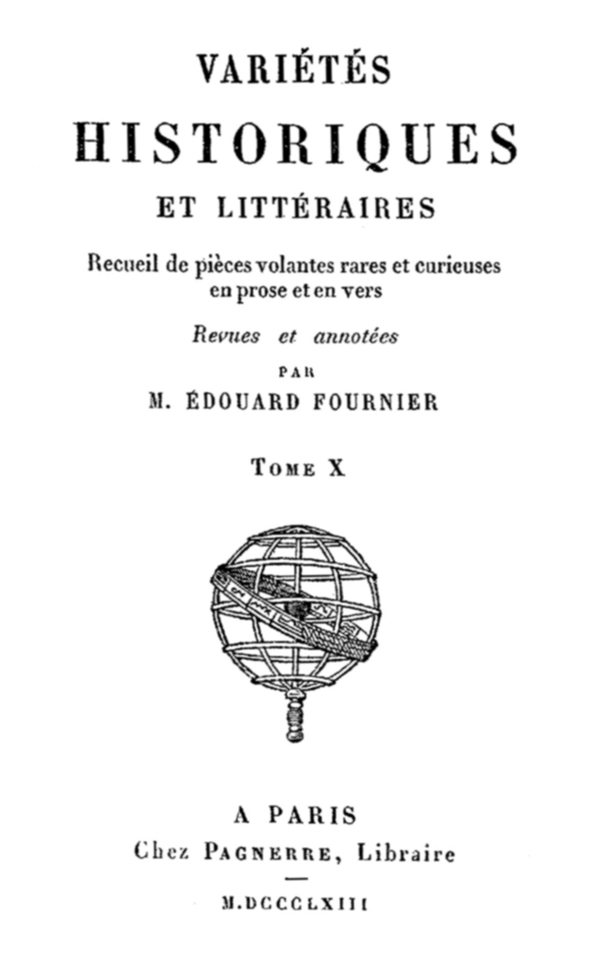 VARIÉTÉS
HISTORIQUES
ET LITTÉRAIRES
Recueil de pièces volantes rares et curieuses
en prose et en vers
Revues et annotées
PAR
M. ÉDOUARD FOURNIER
TOME X
A PARIS
Chez PAGNERRE, Libraire
M.DCCCLXIII